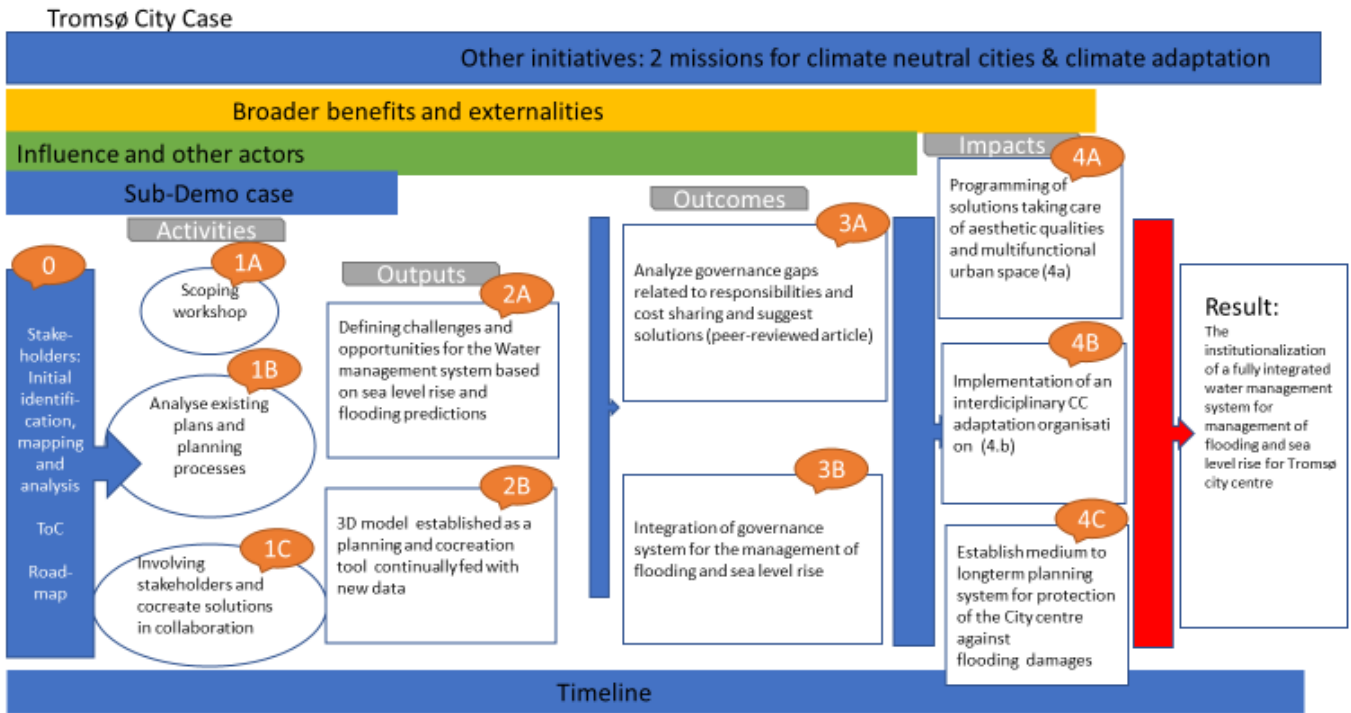 Tromsø City Case
Other initiatives: 2 missions for climate neutral cities & climate adaptation
Broader benefits and externalities
Influence and other actors
Sub-Demo case
0
Stake-
holders:
Initial
identifi-
cation,
mapping
and
analysis
ToC
Road-
map
Activities
1A
Scoping
workshop
1B
Analyse existing
plans and
planning
processes
1C
Involving
stakeholders and
cocreate solutions
in collaboration
Outputs
2A
Defining challenges and
opportunities for the Water
management system based
on sea level rise and
flooding predictions
2B
3D model established as a
planning and cocreation
tool continually fed with
new data
Outcomes
3A
Analyze governance gaps
related to responsibilities and
cost sharing and suggest
solutions (peer-reviewed article)
3B
Integration of governance
system for the management of
flooding and sea level rise
Impacts
4A
Programming of
solutions taking care
of aesthetic qualities
and multifunctional
urban space (4a)
4B
Implementation of an
interdiciplinary CC
adaptation organisati
on (4.b)
4C
Establish medium to
longterm planning
system for protection
of the City centre
against
flooding damages
Result:
The
institutionalization
of a fully integrated
water management
system for
management of
flooding and sea
level rise for Tromsø
city centre
Timeline